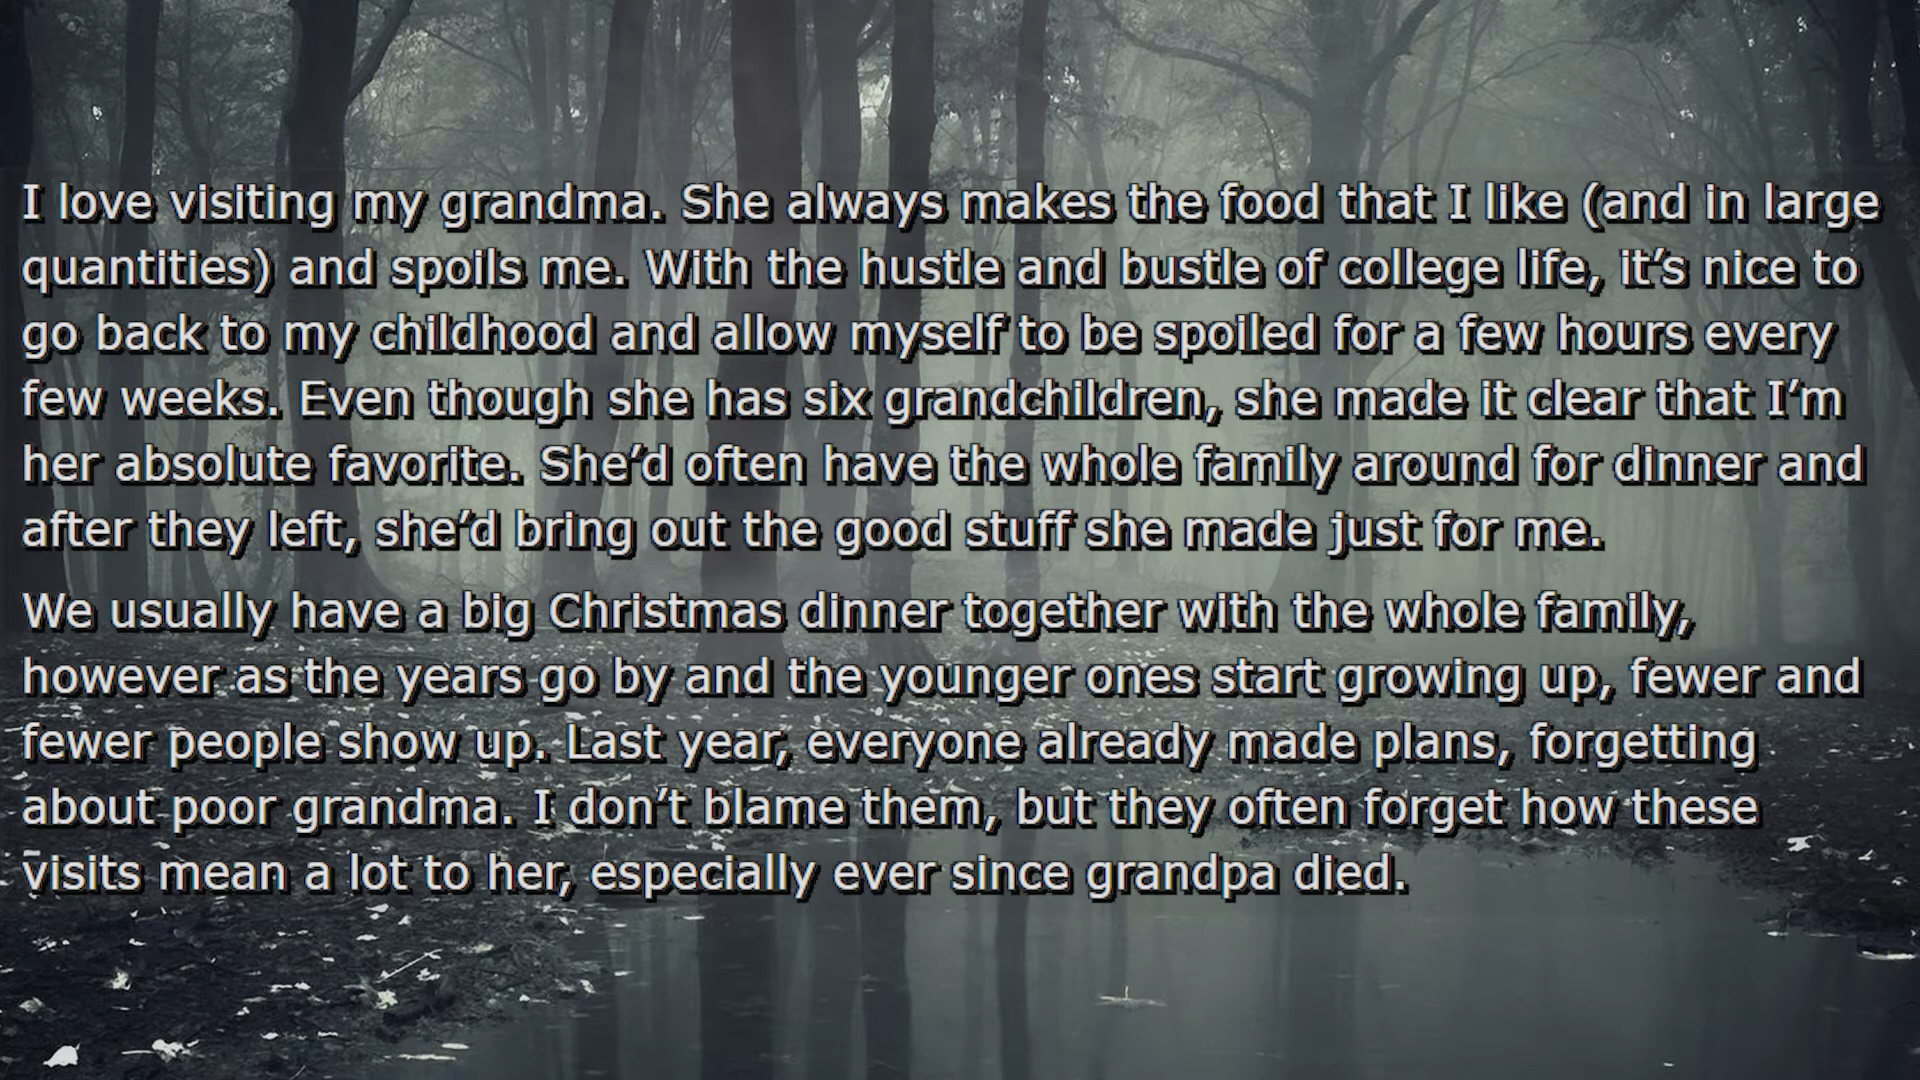 I love visiting my grandma. She always makes the food that I like (and in large
quantities) and spoils me. With the hustle and bustle of college life, it’s nice to
go back to my childhood and allow myself to be spoiled for a few hours every
few weeks. Even though she has six grandchildren, she made it clear that I’m
her absolute favorite. She’d often have the whole family around for dinner and
after they left, she’d bring out the good stuff she made just for me.
We usually have a big Christmas dinner together with the whole family,
however as the years go by and the younger ones start growing up, fewer and
fewer people show up. Last year, everyone already made plans, forgetting
about poor grandma. I don’t blame them, but they often forget how these
visits mean a lot to her, especially ever since grandpa died.